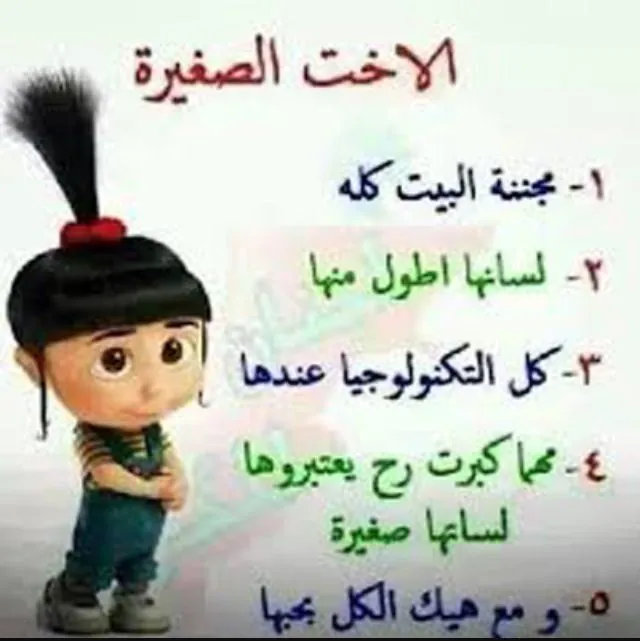 الاخت الصغيرة
١- مجننة البيت كله
٢- لسانها اطول منها
٣- كل التكنولوجيا عندها
٤- مهما كبرت رح يعتبروها
لساتها صغيرة
٥- و مع هيك الكل بحبها